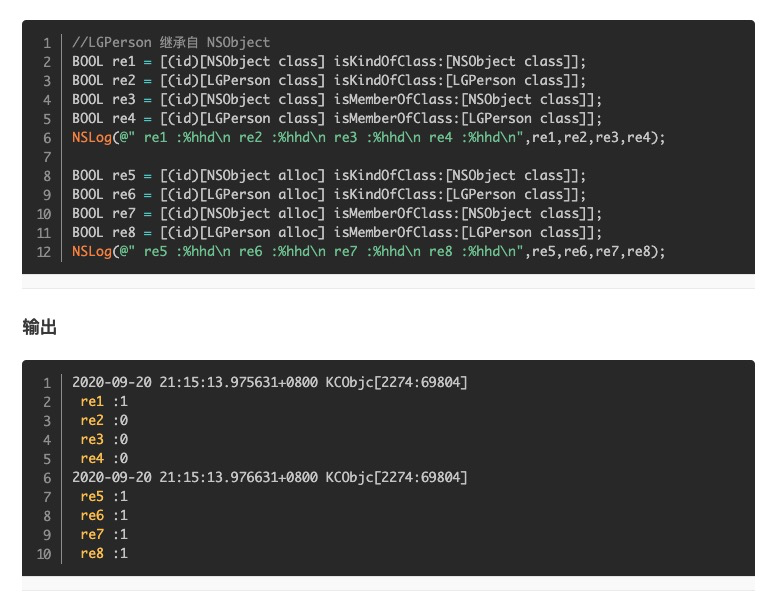 1 //LGPerson 继承自 NSObject
2 BOOL re1 = [(id)[NSObject class] isKindOfClass:[NSObject class]];
3 BOOL re2 = [(id)[LGPerson class] isKindOfClass:[LGPerson class]];
4 BOOL re3 = [(id)[NSObject class] isMemberOfClass:[NSObject class]];
5 BOOL re4 = [(id)[LGPerson class] isMemberOfClass:[LGPerson class]];
6 NSLog(@" re1 :%hhd\n re2 :%hhd\n re3 :%hhd\n re4 :%hhd\n",re1,re2,re3,re4);
7
8 BOOL re5 = [(id)[NSObject alloc] isKindOfClass:[NSObject class]];
9 BOOL re6 = [(id)[LGPerson alloc] isKindOfClass:[LGPerson class]];
10 BOOL re7 = [(id)[NSObject alloc] isMemberOfClass:[NSObject class]];
11 BOOL re8 = [(id)[LGPerson alloc] isMemberOfClass:[LGPerson class]];
12 NSLog(@" re5 :%hhd\n re6 :%hhd\n re7 :%hhd\n re8 :%hhd\n",re5,re6,re7,re8);
输出
1 2020-09-20 21:15:13.975631+0800 KCObjc[2274:69804]
2 re1 :1
3 re2 :0
4 re3 :0
5 re4 :0
6 2020-09-20 21:15:13.976631+0800 KCObjc[2274:69804]
7 re5 :1
8 re6 :1
9 re7 :1
10 re8 :1